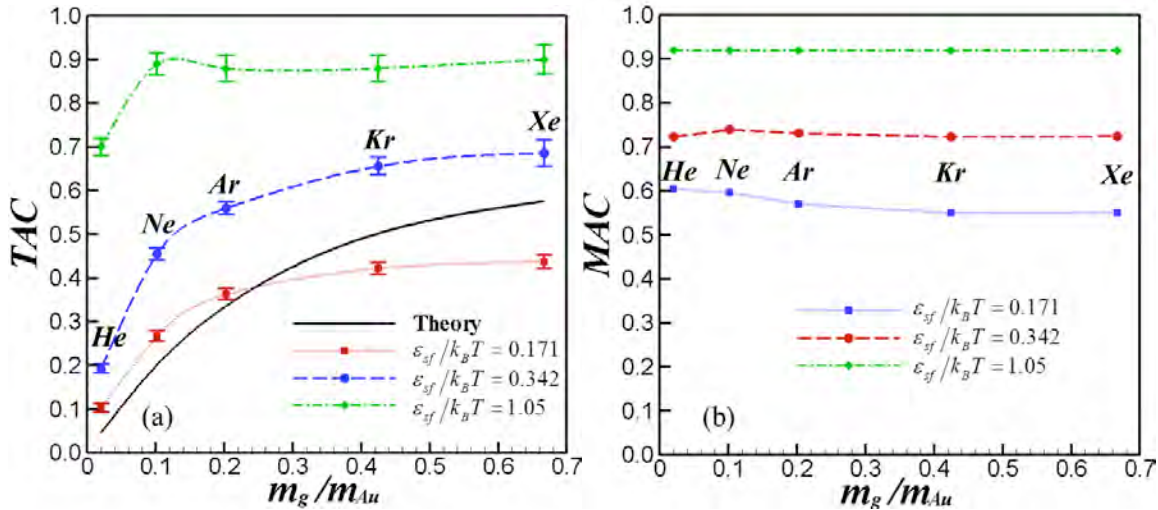 1.0
0.9
0.8
0.7
0.6
0.5
0.4
0.3
0.2
0.1
0.0
TAC
He
Ne
Ar
Kr
Xe
Theory
ε_sf/k_BT = 0.171
ε_sf/k_BT = 0.342
ε_sf/k_BT = 1.05
(a)
0 0.1 0.2 0.3 0.4 0.5 0.6 0.7
m_g/m_Au
1.0
0.9
0.8
0.7
0.6
0.5
0.4
0.3
0.2
0.1
0.0
MAC
He Ne Ar Kr Xe
ε_sf/k_BT = 0.171
ε_sf/k_BT = 0.342
ε_sf/k_BT = 1.05
(b)
0 0.1 0.2 0.3 0.4 0.5 0.6 0.7
m_g/m_Au